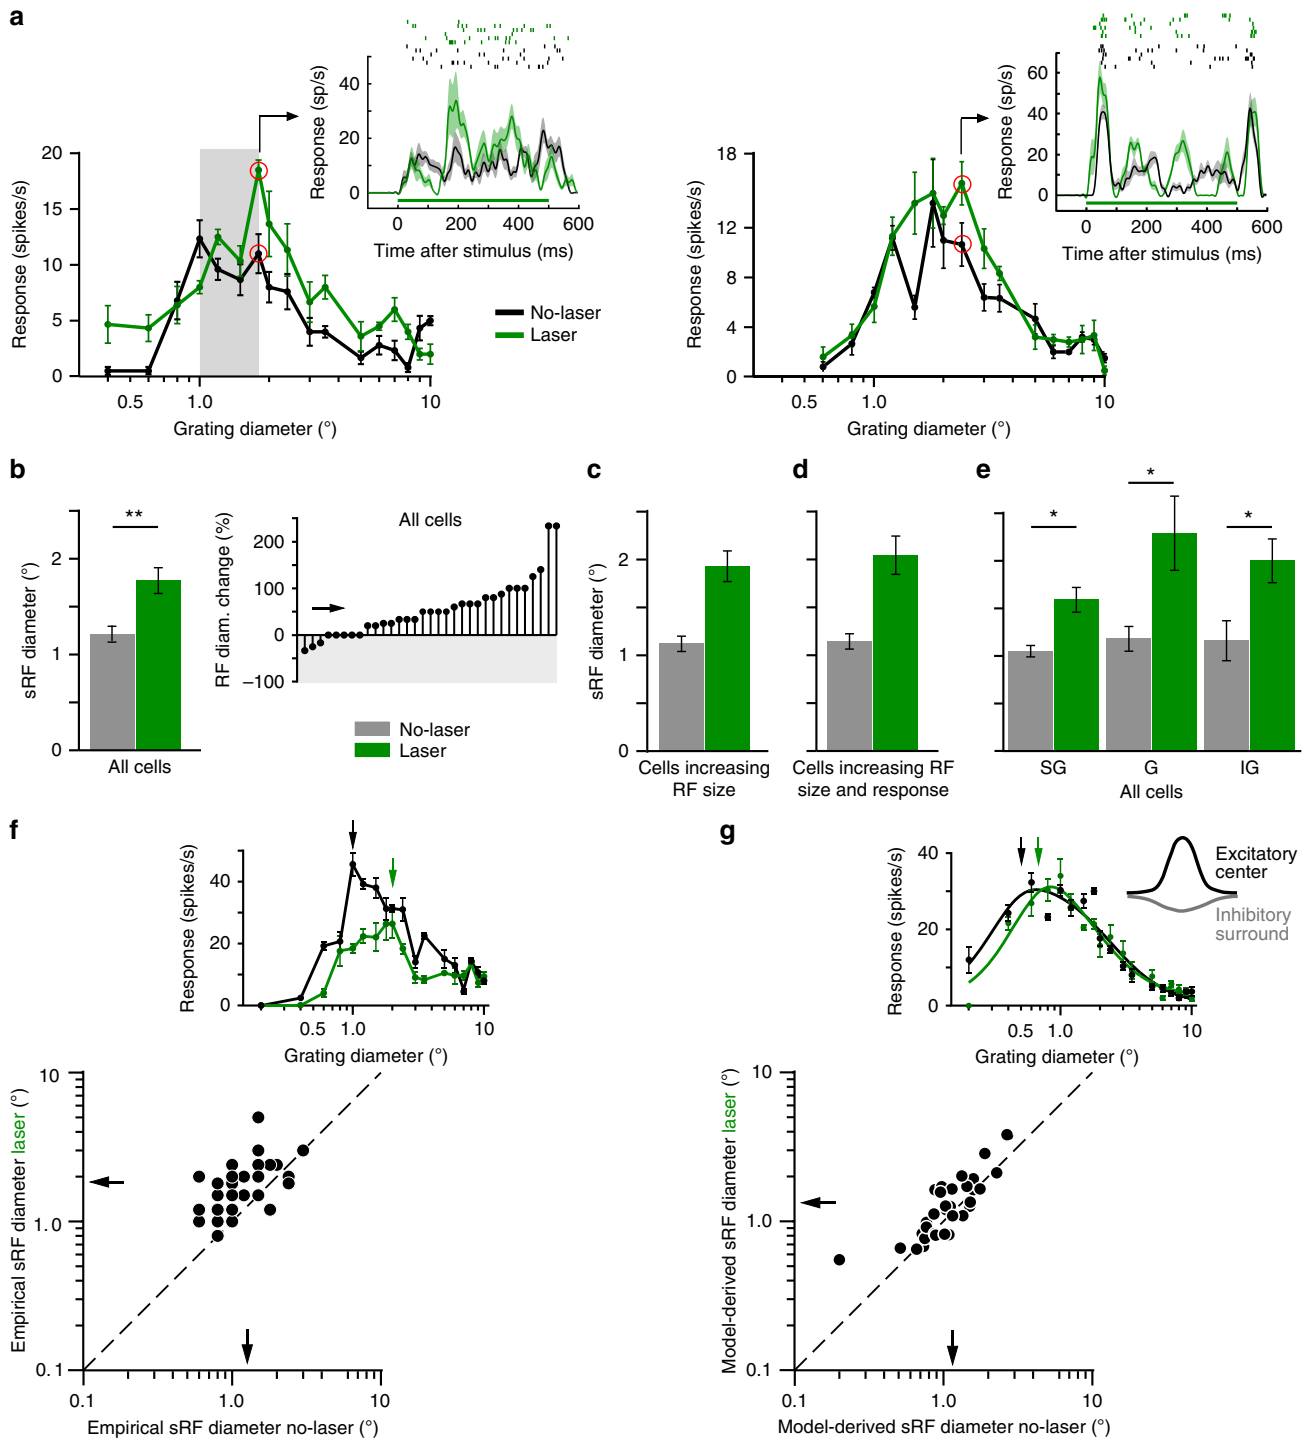 a
Response (spikes/s)
20
15
10
5
0
0.5
1.0
10
Grating diameter (°)
Response (sp/s)
40
20
0
0
200
400
600
Time after stimulus (ms)
No-laser
Laser
Response (spikes/s)
18
12
8
4
0
0.5
1.0
10
Grating diameter (°)
Response (sp/s)
60
40
20
0
0
200
400
600
Time after stimulus (ms)
b
sRF diameter (°)
2
1
0
**
All cells
RF diam. change (%)
200
100
0
−100
All cells
No-laser
Laser
c
sRF diameter (°)
2
1
0
Cells increasing
RF size
d
Cells increasing RF
size and response
e
*
*
*
SG
G
IG
All cells
f
Response (spikes/s)
40
20
0
0.5
1.0
10
Grating diameter (°)
Empirical sRF diameter laser (°)
10
1.0
0.1
0.1
1.0
10
Empirical sRF diameter no-laser (°)
g
Response (spikes/s)
40
20
0
0.5
1.0
10
Grating diameter (°)
Excitatory
center
Inhibitory
surround
Model-derived sRF diameter laser (°)
10
1.0
0.1
0.1
1.0
10
Model-derived sRF diameter no-laser (°)